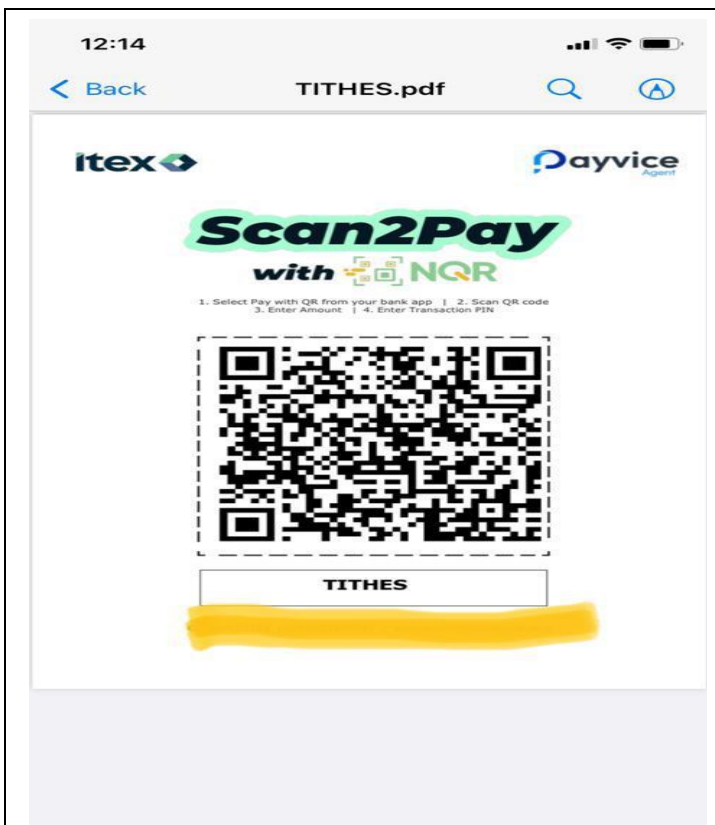 12:14
Back
TITHES.pdf
itex
Payvice
Agent
Scan2Pay
with NQR
1. Select Pay with QR from your bank app | 2. Scan QR code
3. Enter Amount | 4. Enter Transaction PIN
TITHES